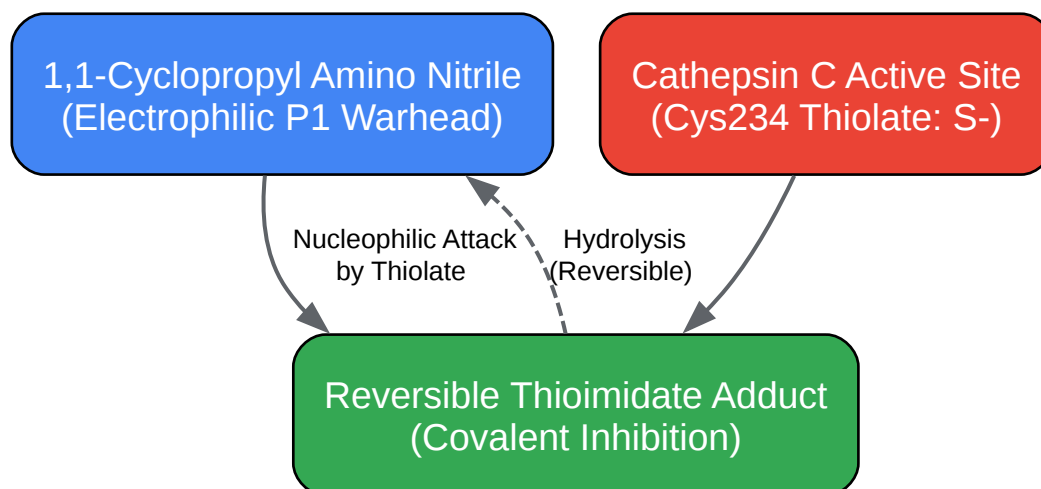 1,1-Cyclopropyl Amino Nitrile
(Electrophilic P1 Warhead)
Cathepsin C Active Site
(Cys234 Thiolate: S-)
Nucleophilic Attack
by Thiolate
Hydrolysis
(Reversible)
Reversible Thioimidate Adduct
(Covalent Inhibition)